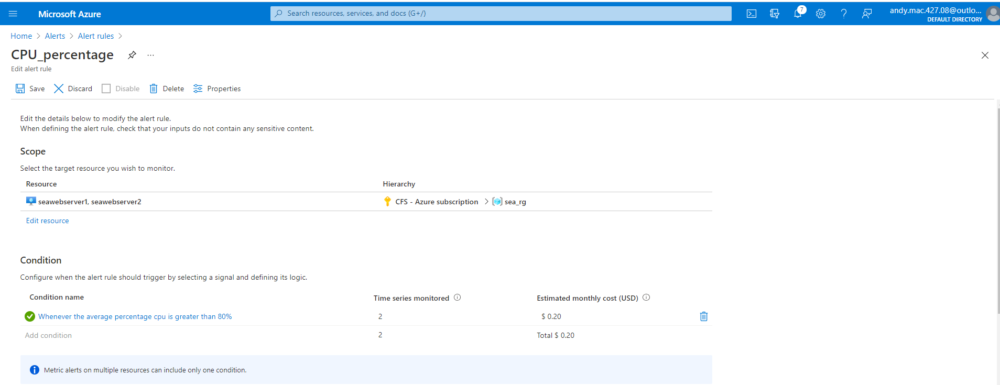 Microsoft Azure
Search resources, services, and docs (G+/)
7
andy.mac.427.08@outlo...
DEFAULT DIRECTORY
Home > Alerts > Alert rules >
CPU_percentage ...
Edit alert rule
Save Discard Disable Delete Properties
Edit the details below to modify the alert rule.
When defining the alert rule, check that your inputs do not contain any sensitive content.
Scope
Select the target resource you wish to monitor.
Resource Hierarchy
seawebserver1, seawebserver2 CFS - Azure subscription > sea_rg
Edit resource
Condition
Configure when the alert rule should trigger by selecting a signal and defining its logic.
Condition name Time series monitored Estimated monthly cost (USD)
Whenever the average percentage cpu is greater than 80% 2 $ 0.20
Add condition 2 Total $ 0.20
Metric alerts on multiple resources can include only one condition.